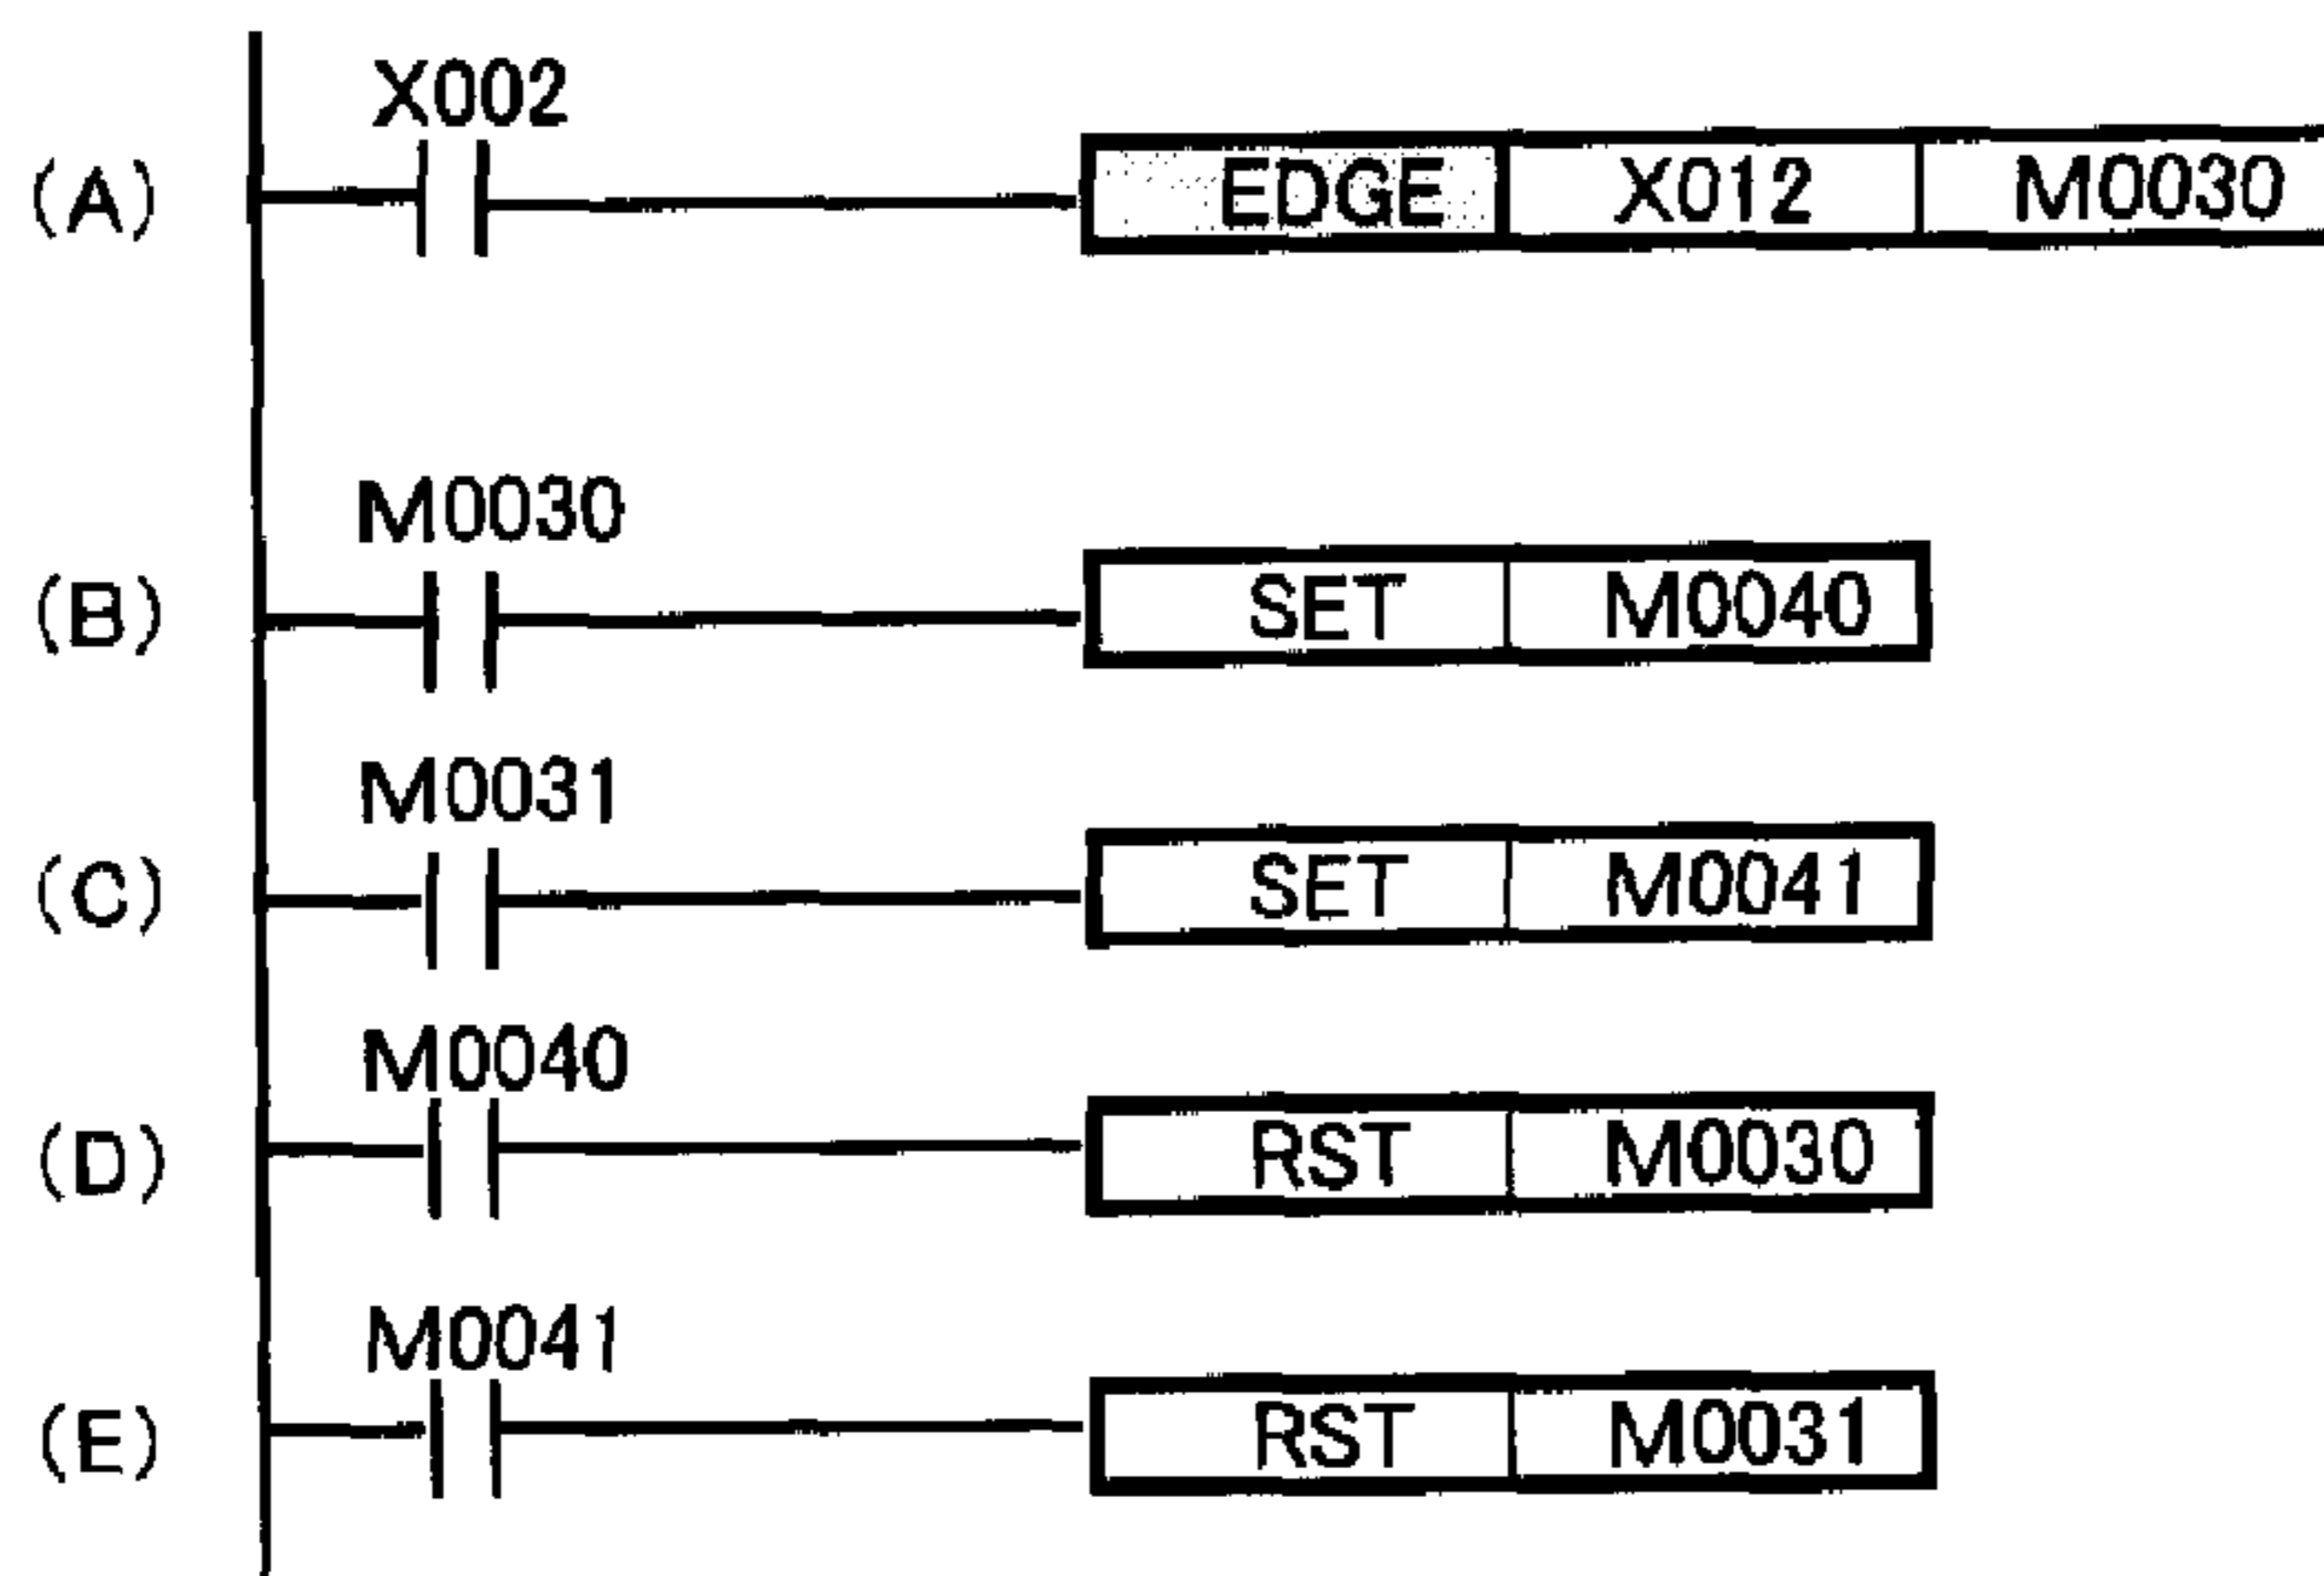 X002
(A) EDGE X012 M0030
M0030
(B) SET M0040
M0031
(C) SET M0041
M0040
(D) RST M0030
M0041
(E) RST M0031